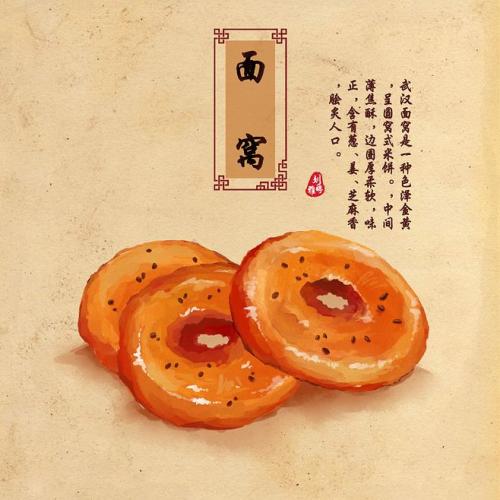 面窝
武汉面窝是一种色泽金黄
，呈圆窝式米饼。，中间
薄焦酥，边圈厚柔软，味
正，含有葱、姜、芝麻香
，脍炙人口。